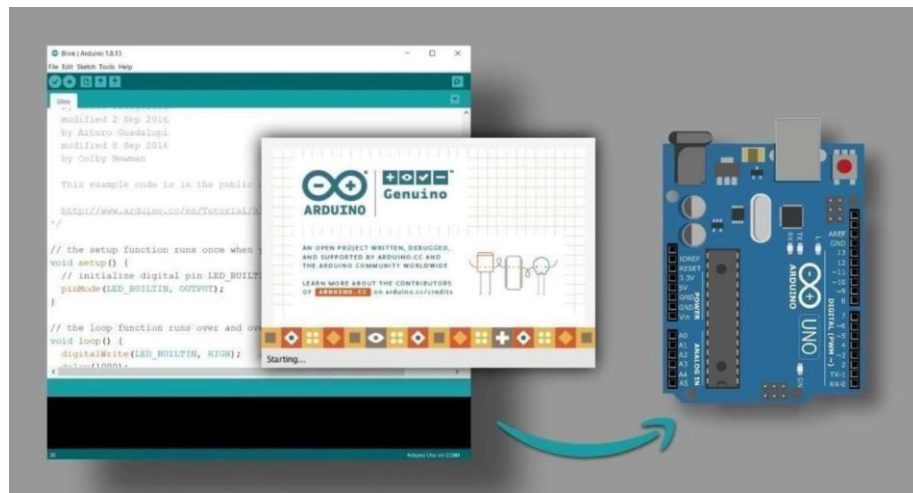 Blink | Arduino 1.8.13
File Edit Sketch Tools Help
modified 2 Sep 2016
by Arturo Guadalupi
modified 8 Sep 2016
by Colby Newman
This example code is in the public
http://www.arduino.cc/en/Tutorial/
*/
// the setup function runs once when
void setup() {
// initialize digital pin LED_BUILT
pinMode(LED_BUILTIN, OUTPUT);
}
// the loop function runs over and ov
void loop() {
digitalWrite(LED_BUILTIN, HIGH);
delay(1000);
Arduino Uno on COM4
ARDUINO
Genuino
AN OPEN PROJECT WRITTEN, DEBUGGED,
AND SUPPORTED BY ARDUINO.CC AND
THE ARDUINO COMMUNITY WORLDWIDE
LEARN MORE ABOUT THE CONTRIBUTORS
OF ARDUINO.CC on arduino.cc/credits
Starting...
IOREF
RESET
3.3V
5V
GND
GND
Vin
POWER
A0
A1
A2
A3
A4
A5
ANALOG IN
RX
TX
L
ARDUINO
UNO
ON
AREF
GND
13
12
~11
~10
~9
8
7
~6
~5
4
~3
2
TX-1
RX-0
DIGITAL (PWM ~)